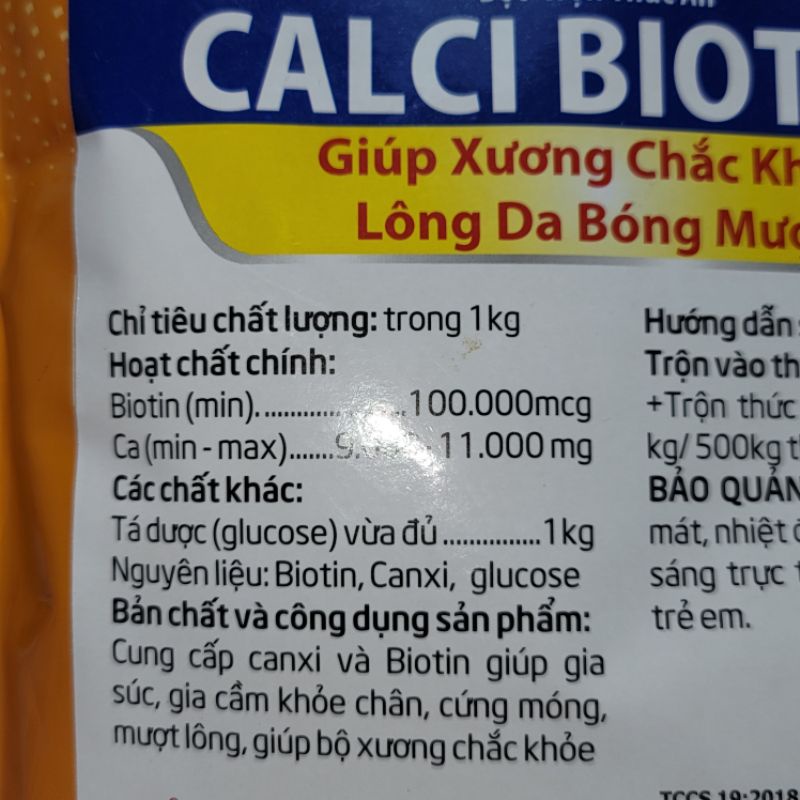 CALCI BIOT
Giúp Xương Chắc Kh
Lông Da Bóng Mượ
Chỉ tiêu chất lượng: trong 1kg
Hoạt chất chính:
Biotin (min)...............100.000mcg
Ca (min - max)....... - 11.000 mg
Các chất khác:
Tá dược (glucose) vừa đủ...............1kg
Nguyên liệu: Biotin, Canxi, glucose
Bản chất và công dụng sản phẩm:
Cung cấp canxi và Biotin giúp gia
súc, gia cầm khỏe chân, cứng móng,
mượt lông, giúp bộ xương chắc khỏe
Hướng dẫn
Trộn vào th
+Trộn thức
kg/ 500kg t
BẢO QUẢN
mát, nhiệt
sáng trực
trẻ em.
TCCS 19:2018